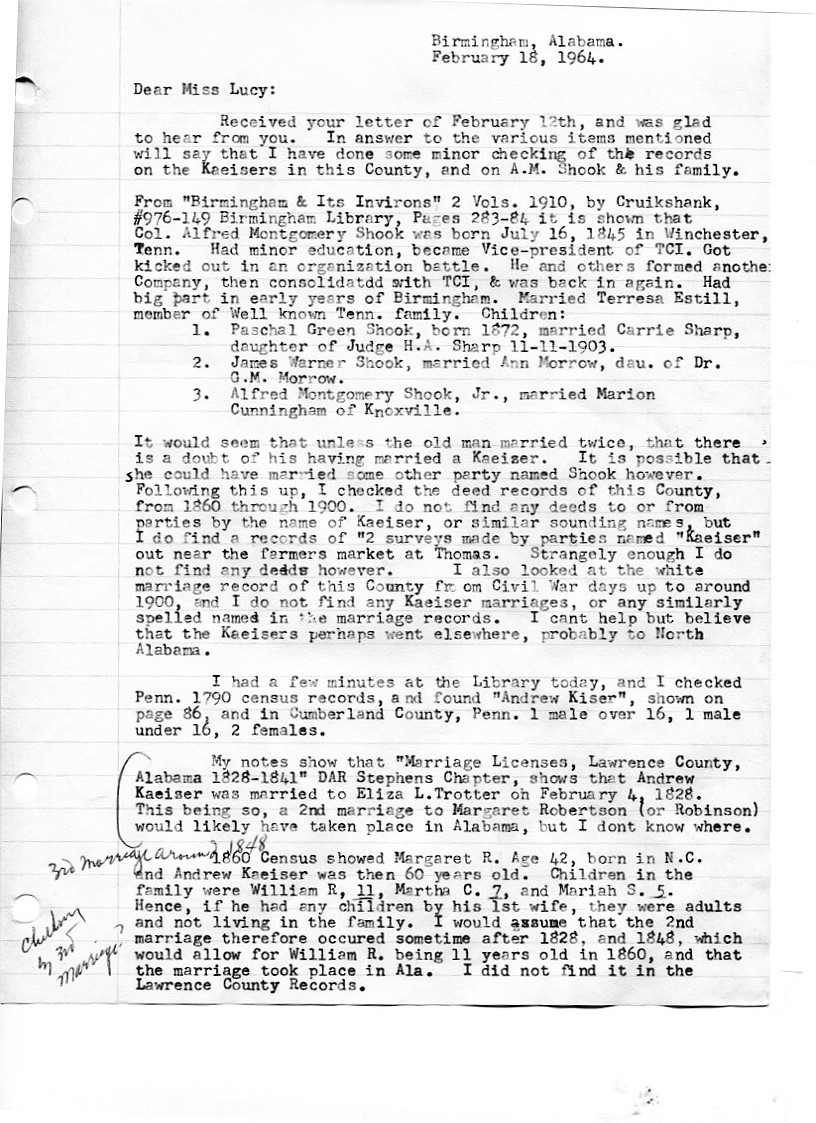 Birmingham, Alabama.
February 18, 1964.
Dear Miss Lucy:
Received your letter of February 12th, and was glad
to hear from you. In answer to the various items mentioned
will say that I have done some minor checking of the records
on the Kaeisers in this County, and on A.M. Shook & his family.
From "Birmingham & Its Invirons" 2 Vols. 1910, by Cruikshank,
#976-149 Birmingham Library, Pages 283-84 it is shown that
Col. Alfred Montgomery Shook was born July 16, 1845 in Winchester,
Tenn. Had minor education, became Vice-president of TCI. Got
kicked out in an organization battle. He and others formed anothe
Company, then consolidatdd with TCI, & was back in again. Had
big part in early years of Birmingham. Married Terresa Estill,
member of Well known Tenn. family. Children:
1. Paschal Green Shook, born 1872, married Carrie Sharp,
daughter of Judge H.A. Sharp 11-11-1903.
2. James Warner Shook, married Ann Morrow, dau. of Dr.
G.M. Morrow.
3. Alfred Montgomery Shook, Jr., married Marion
Cunningham of Knoxville.
It would seem that unless the old man married twice, that there
is a doubt of his having married a Kaeiser. It is possible that
she could have married some other party named Shook however.
Following this up, I checked the deed records of this County,
from 1860 through 1900. I do not find any deeds to or from
parties by the name of Kaeiser, or similar sounding names, but
I do find a records of "2 surveys made by parties named "Kaeiser"
out near the farmers market at Thomas. Strangely enough I do
not find any deeds however. I also looked at the white
marriage record of this County from Civil War days up to around
1900, and I do not find any Kaeiser marriages, or any similarly
spelled named in the marriage records. I cant help but believe
that the Kaeisers perhaps went elsewhere, probably to North
Alabama.
I had a few minutes at the Library today, and I checked
Penn. 1790 census records, and found "Andrew Kiser", shown on
page 86, and in Cumberland County, Penn. 1 male over 16, 1 male
under 16, 2 females.
My notes show that "Marriage Licenses, Lawrence County,
Alabama 1828-1841" DAR Stephens Chapter, shows that Andrew
Kaeiser was married to Eliza L.Trotter oh February 4, 1828.
This being so, a 2nd marriage to Margaret Robertson (or Robinson)
would likely have taken place in Alabama, but I dont know where.
3rd Marriage around 1848
1860 Census showed Margaret R. Age 42, born in N.C.
and Andrew Kaeiser was then 60 years old. Children in the
family were William R, 11, Martha C. 7, and Mariah S. 5.
Hence, if he had any children by his 1st wife, they were adults
and not living in the family. I would assume that the 2nd
marriage therefore occured sometime after 1828, and 1848, which
would allow for William R. being 11 years old in 1860, and that
the marriage took place in Ala. I did not find it in the
Lawrence County Records.
by 3rd
Marriage?